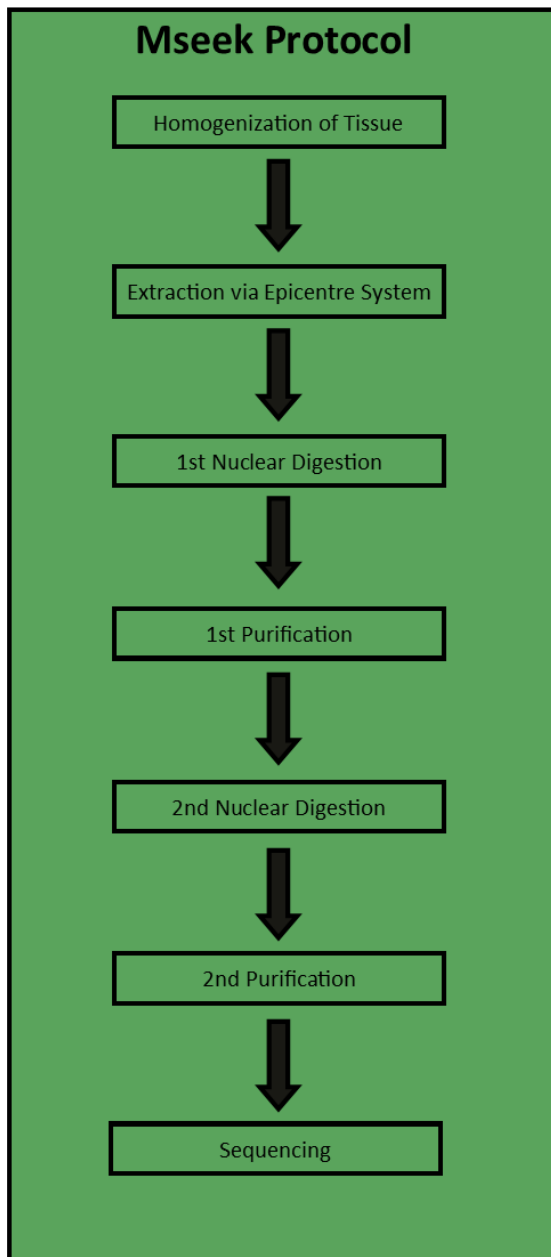 Mseek Protocol
Homogenization of Tissue
Extraction via Epicentre System
1st Nuclear Digestion
1st Purification
2nd Nuclear Digestion
2nd Purification
Sequencing